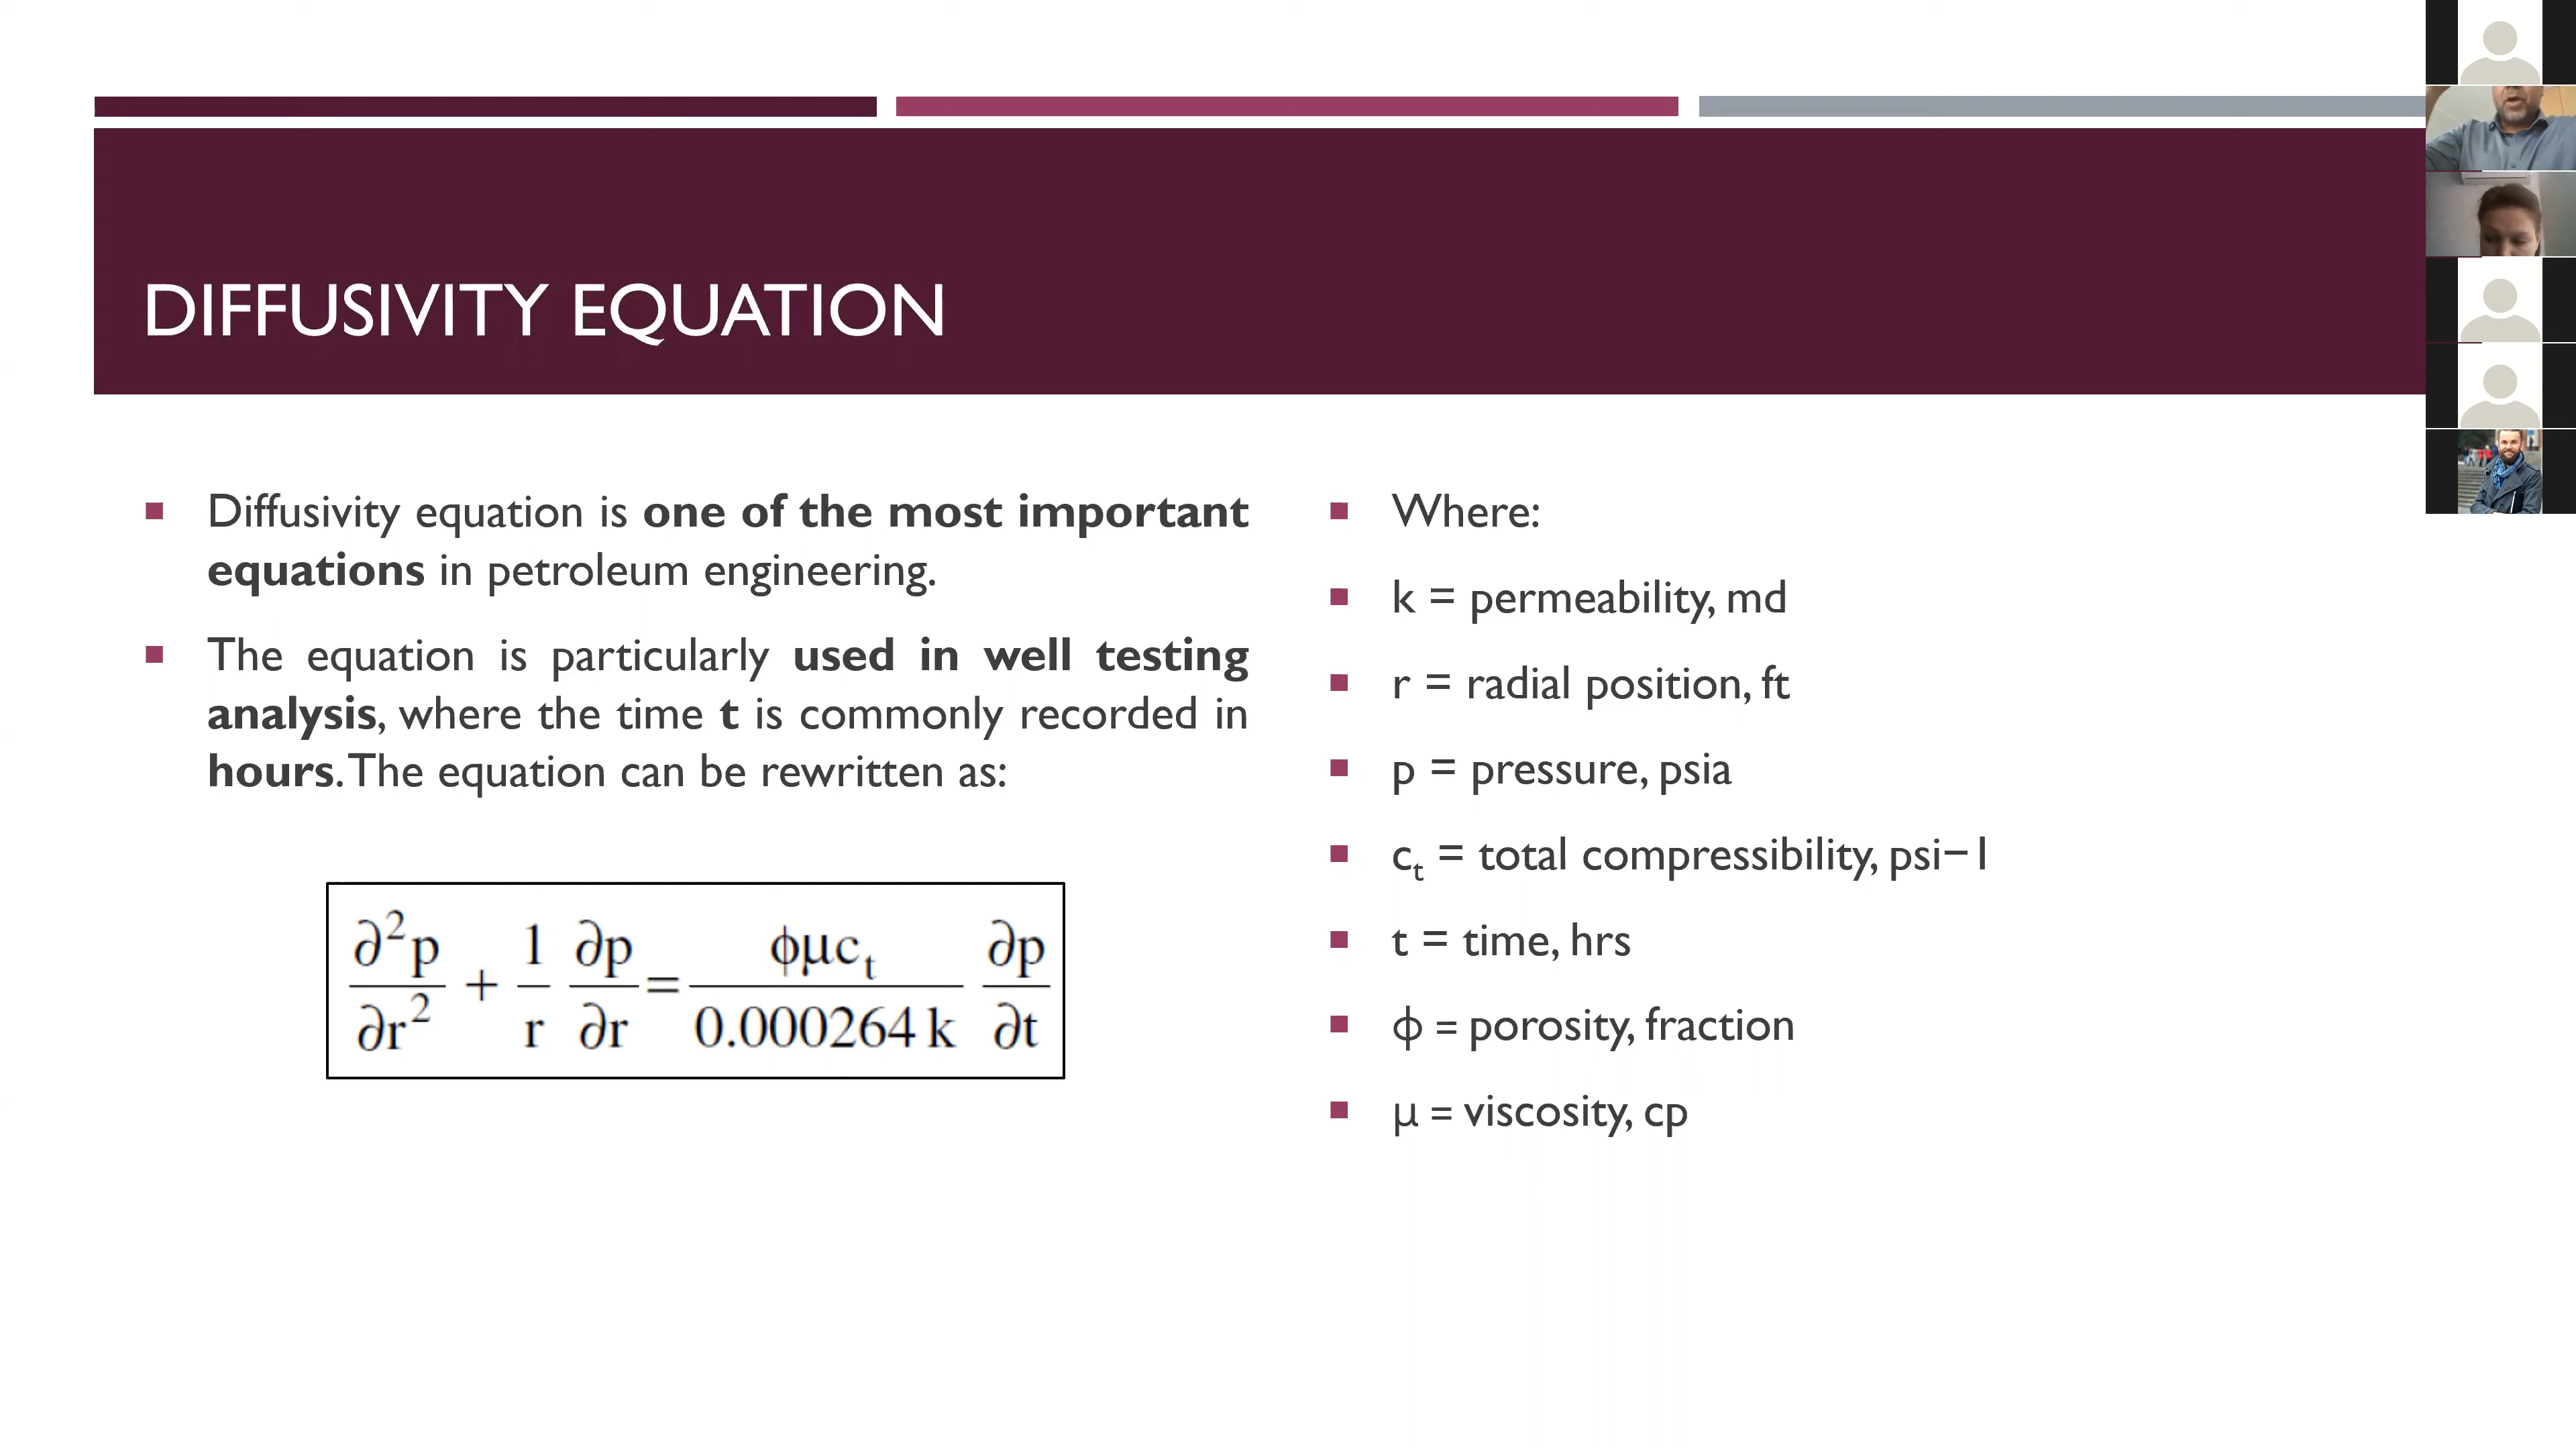 DIFFUSIVITY EQUATION
Diffusivity equation is one of the most important
equations in petroleum engineering.
The equation is particularly used in well testing
analysis, where the time t is commonly recorded in
hours. The equation can be rewritten as:
∂²p/∂r² + 1/r ∂p/∂r = ϕμcₜ/0.000264 k ∂p/∂t
Where:
k = permeability, md
r = radial position, ft
p = pressure, psia
cₜ = total compressibility, psi−1
t = time, hrs
ϕ = porosity, fraction
μ = viscosity, cp